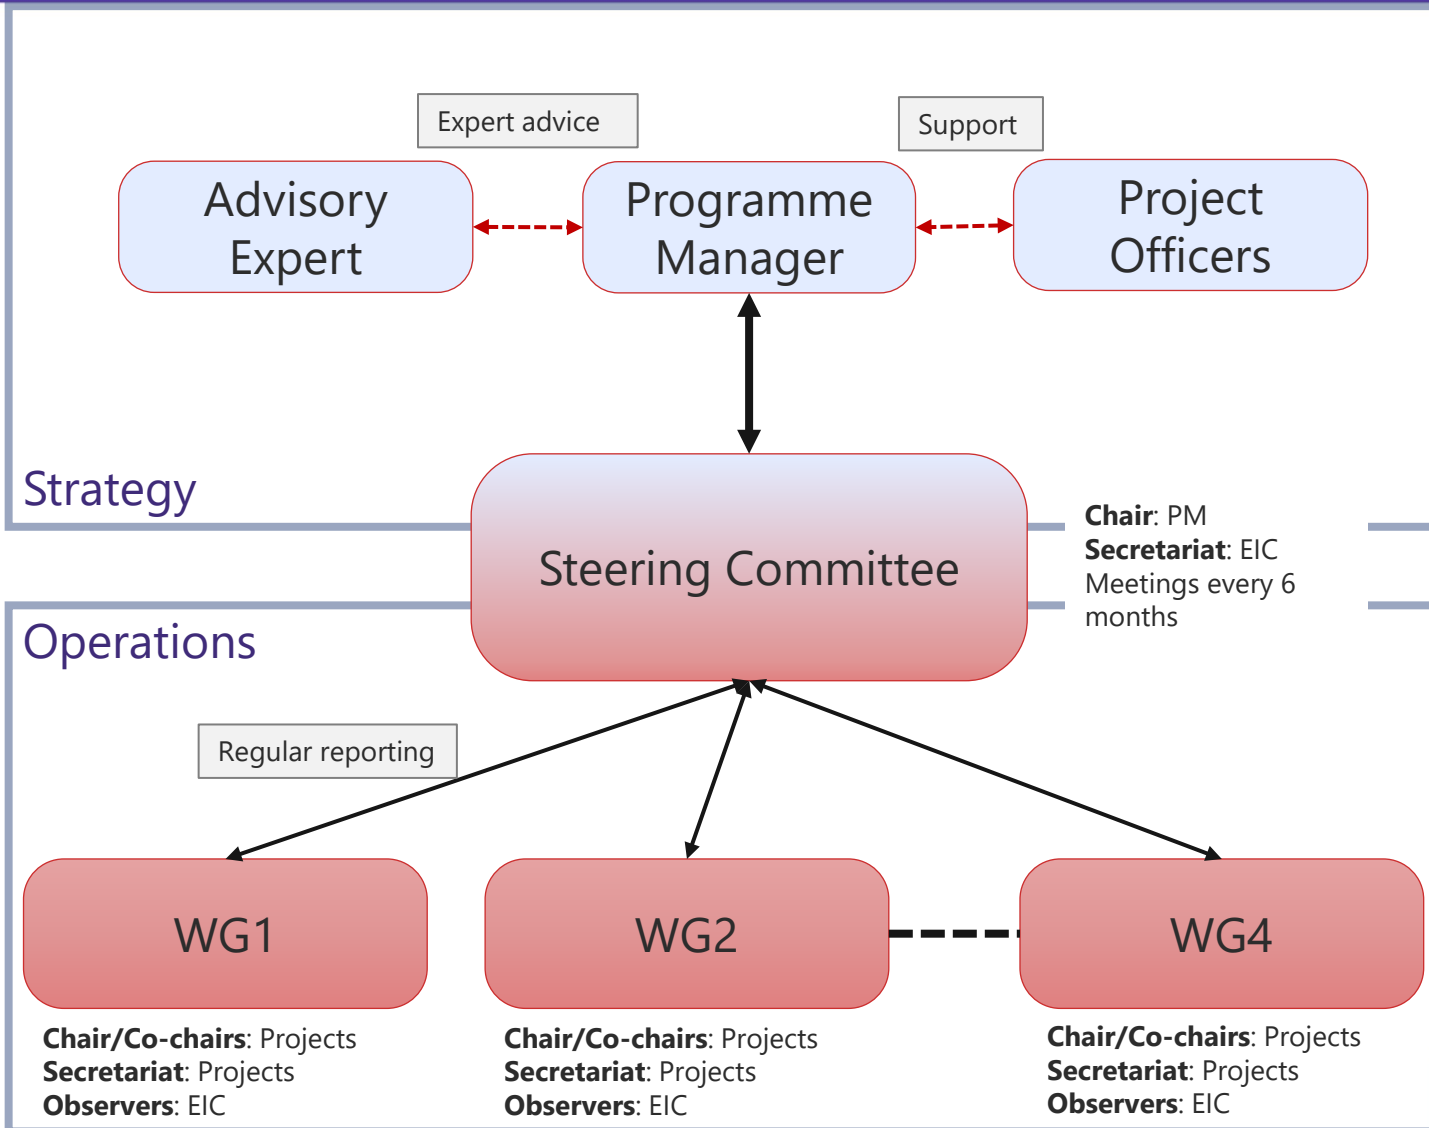 Expert advice
Support
Advisory
Expert
Programme
Manager
Project
Officers
Strategy
Steering Committee
Chair: PM
Secretariat: EIC
Meetings every 6
months
Operations
Regular reporting
WG1
WG2
WG4
Chair/Co-chairs: Projects
Secretariat: Projects
Observers: EIC
Chair/Co-chairs: Projects
Secretariat: Projects
Observers: EIC
Chair/Co-chairs: Projects
Secretariat: Projects
Observers: EIC